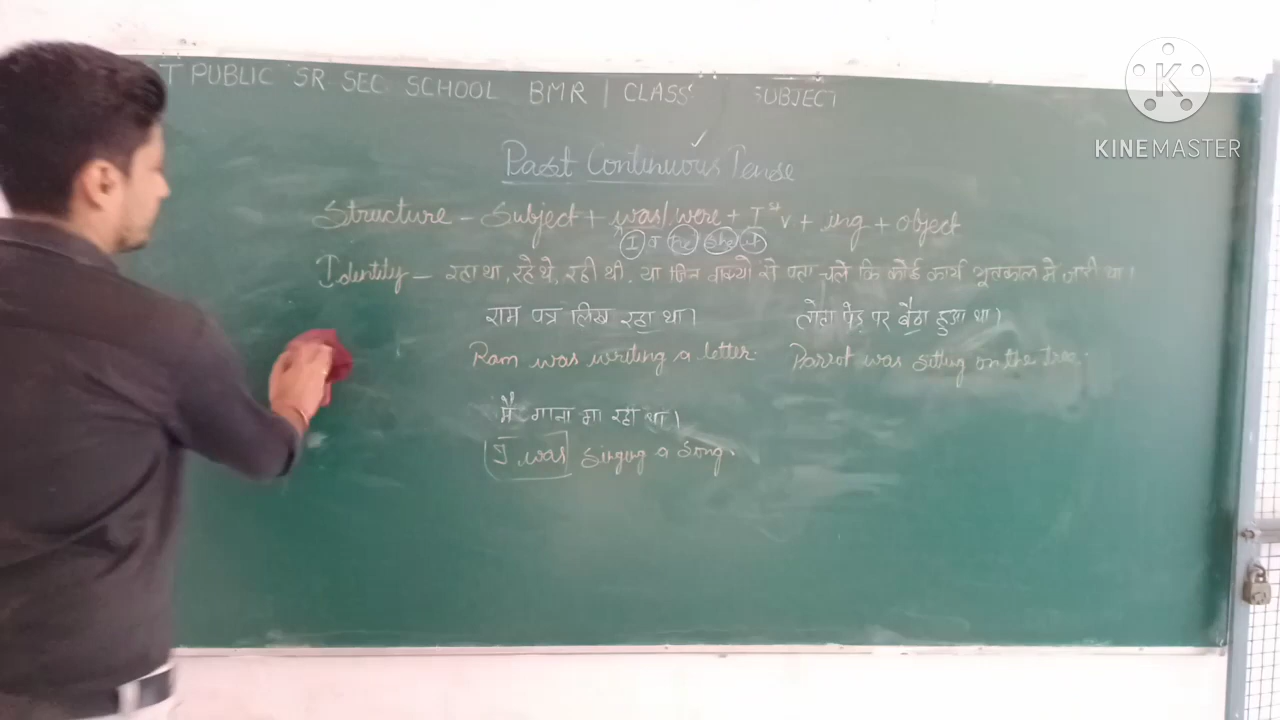 T PUBLIC SR SEC SCHOOL BMR | CLASS SUBJECT
K
KINEMASTER
Past Continuous Tense
Structure - Subject + was/were + Ist V + ing + object
I He She it
Identity - रहा था, रहे थे, रही थी, या जिन वाक्यों से पता चले कि कोई कार्य भूतकाल में जारी था।
राम पत्र लिख रहा था। तोता पेड़ पर बैठा हुआ था।
Ram was writing a letter. Parrot was sitting on the tree.
मैं गाना गा रहा था।
I was singing a song.